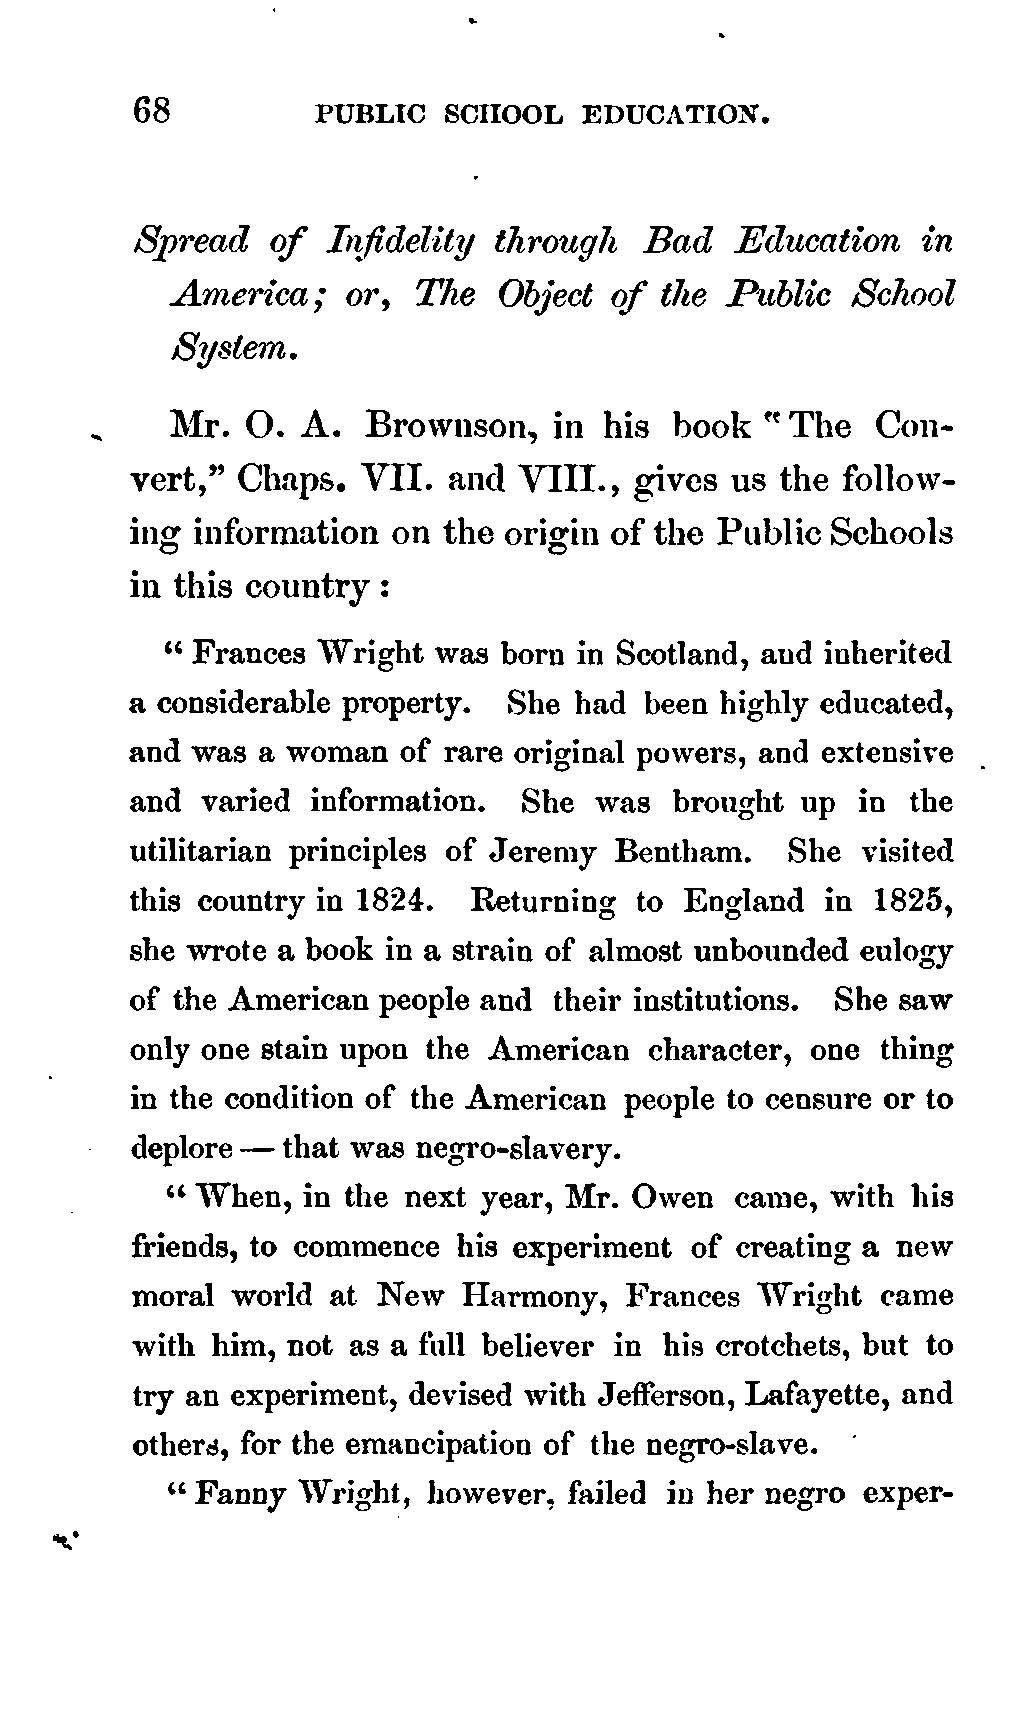 68 PUBLIC SCHOOL EDUCATION.
Spread of Infidelity through Bad Education in
America; or, The Object of the Public School
System.
Mr. O. A. Brownson, in his book "The Con-
vert," Chaps. VII. and VIII., gives us the follow-
ing information on the origin of the Public Schools
in this country:
"Frances Wright was born in Scotland, and inherited
a considerable property. She had been highly educated,
and was a woman of rare original powers, and extensive
and varied information. She was brought up in the
utilitarian principles of Jeremy Bentham. She visited
this country in 1824. Returning to England in 1825,
she wrote a book in a strain of almost unbounded eulogy
of the American people and their institutions. She saw
only one stain upon the American character, one thing
in the condition of the American people to censure or to
deplore — that was negro-slavery.
"When, in the next year, Mr. Owen came, with his
friends, to commence his experiment of creating a new
moral world at New Harmony, Frances Wright came
with him, not as a full believer in his crotchets, but to
try an experiment, devised with Jefferson, Lafayette, and
others, for the emancipation of the negro-slave.
"Fanny Wright, however, failed in her negro exper-